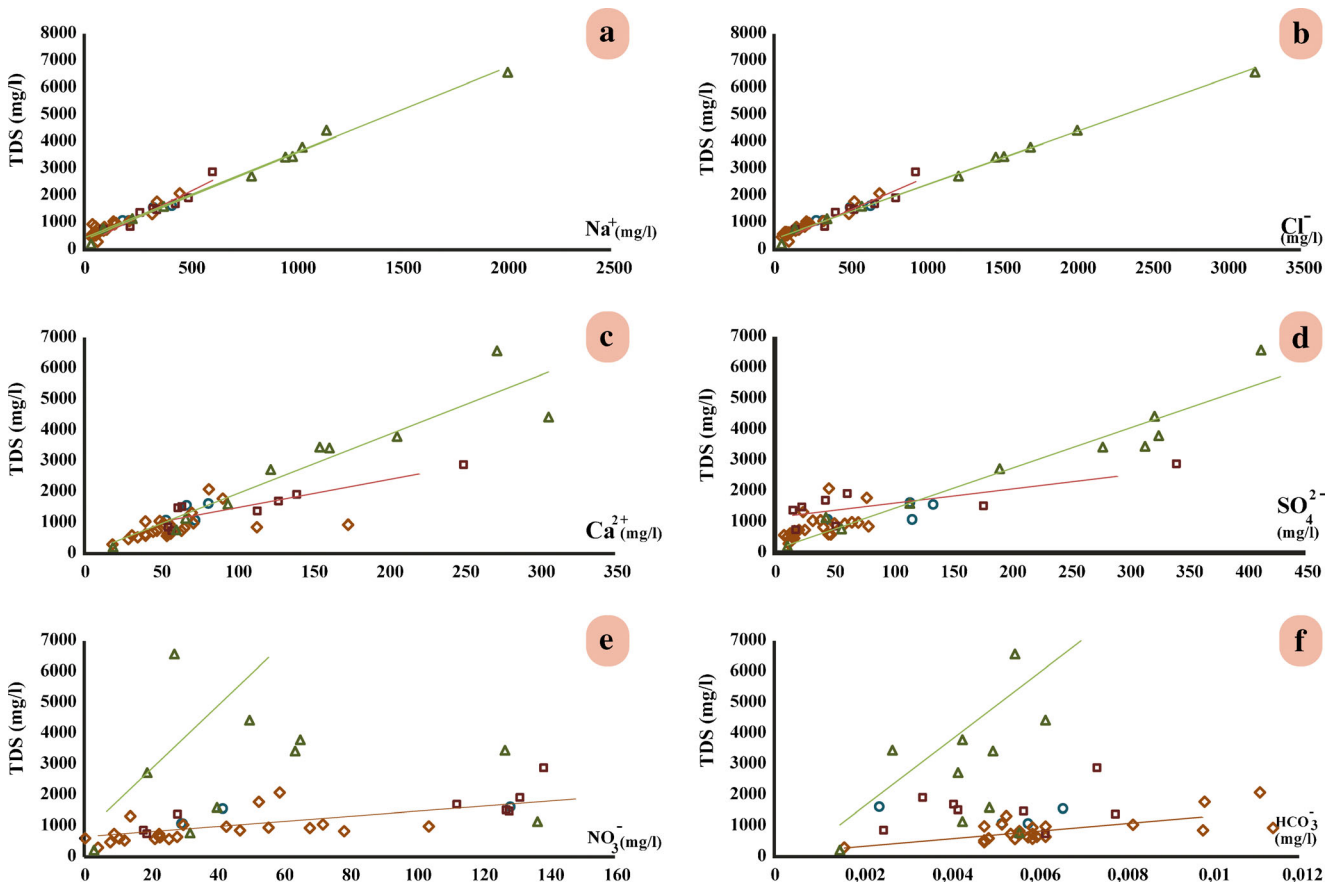 a
8000
7000
6000
5000
4000
3000
2000
1000
0
TDS (mg/l)
Na+(mg/l)
0 500 1000 1500 2000 2500
b
8000
7000
6000
5000
4000
3000
2000
1000
0
TDS (mg/l)
Cl-
(mg/l)
0 500 1000 1500 2000 2500 3000 3500
c
7000
6000
5000
4000
3000
2000
1000
0
TDS (mg/l)
Ca2+(mg/l)
0 50 100 150 200 250 300 350
d
7000
6000
5000
4000
3000
2000
1000
0
TDS (mg/l)
SO42-
(mg/l)
0 50 100 150 200 250 300 350 400 450
e
7000
6000
5000
4000
3000
2000
1000
0
TDS (mg/l)
NO3-(mg/l)
0 20 40 60 80 100 120 140 160
f
7000
6000
5000
4000
3000
2000
1000
0
TDS (mg/l)
HCO3-
(mg/l)
0 0,002 0,004 0,006 0,008 0,01 0,012